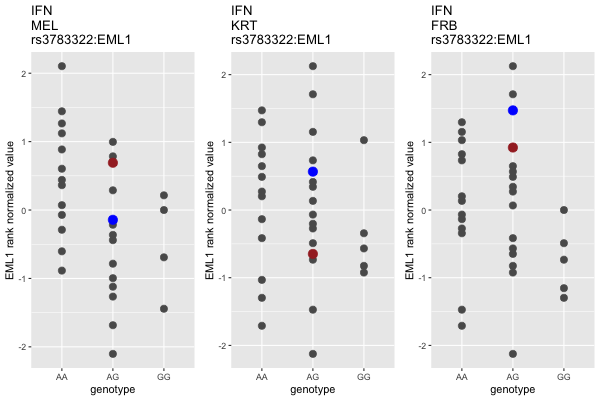 IFN
MEL
rs3783322:EML1
EML1 rank normalized value
2
1
0
-1
-2
AA
AG
GG
genotype
IFN
KRT
rs3783322:EML1
EML1 rank normalized value
2
1
0
-1
-2
AA
AG
GG
genotype
IFN
FRB
rs3783322:EML1
EML1 rank normalized value
2
1
0
-1
-2
AA
AG
GG
genotype